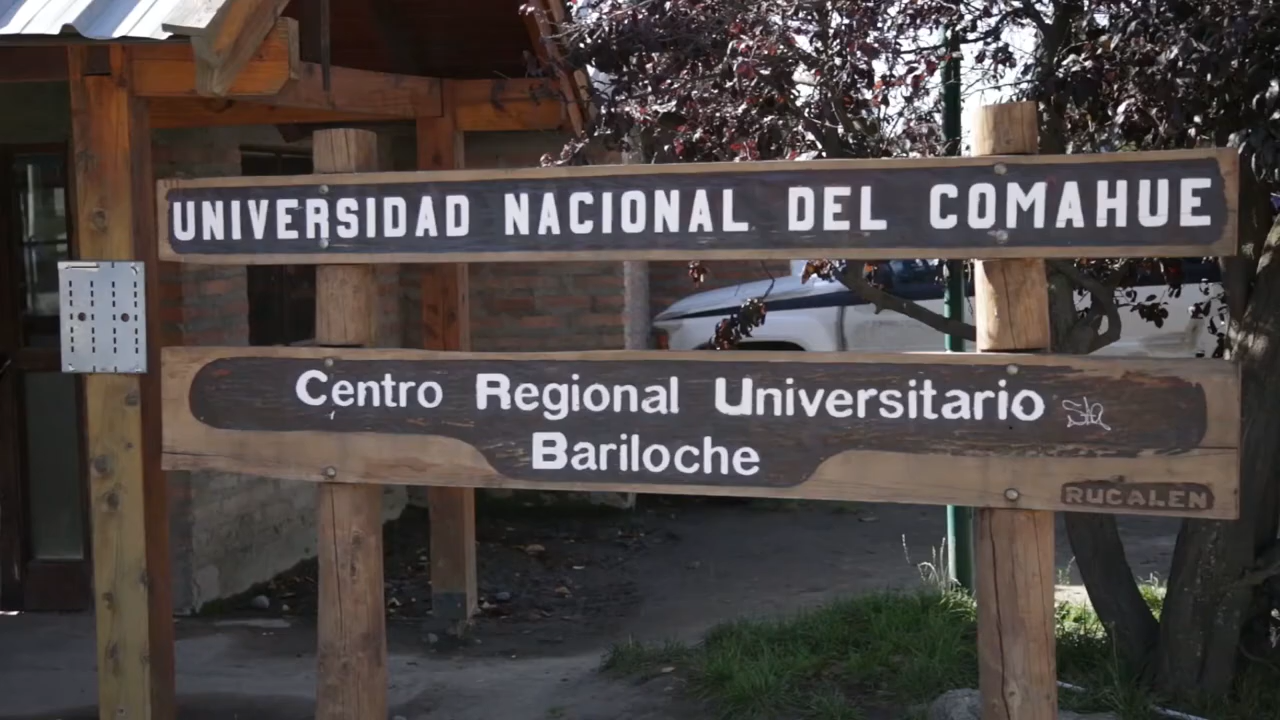 UNIVERSIDAD NACIONAL DEL COMAHUE
Centro Regional Universitario
Bariloche
RUCALEN